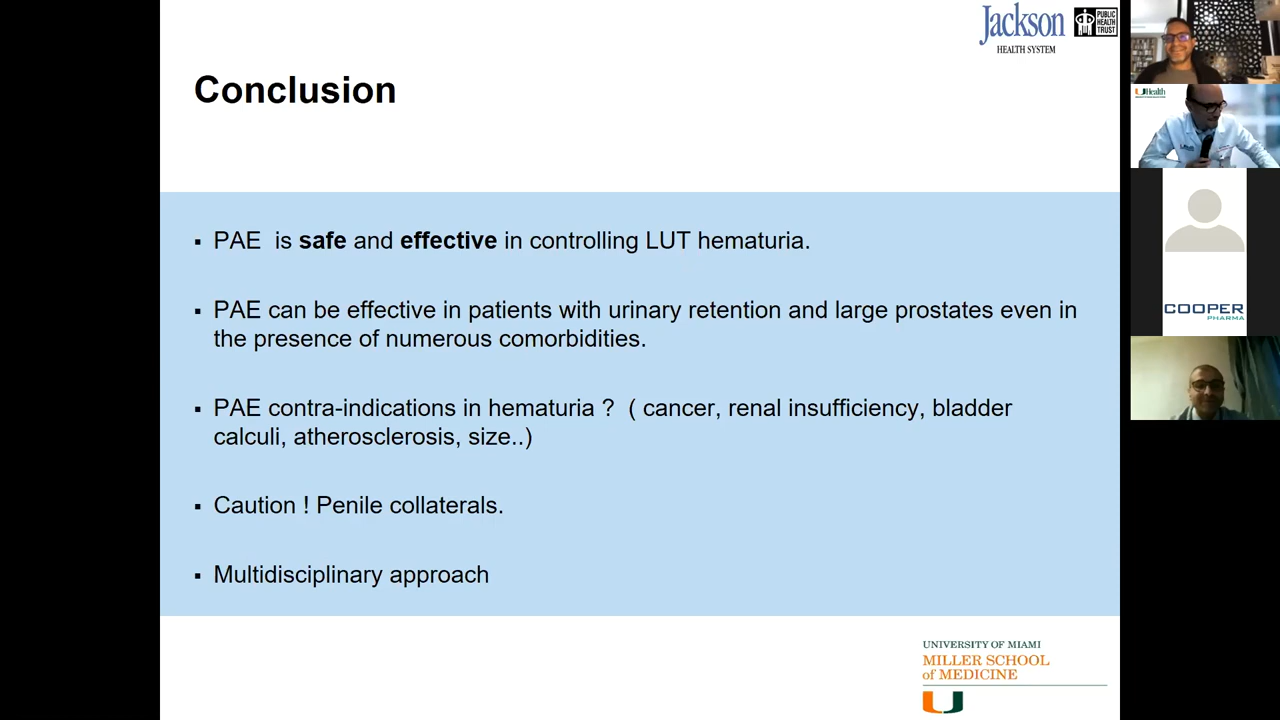 Jackson
HEALTH SYSTEM
PUBLIC
HEALTH
TRUST
Conclusion
▪ PAE is safe and effective in controlling LUT hematuria.
▪ PAE can be effective in patients with urinary retention and large prostates even in
the presence of numerous comorbidities.
▪ PAE contra-indications in hematuria ? ( cancer, renal insufficiency, bladder
calculi, atherosclerosis, size..)
▪ Caution ! Penile collaterals.
▪ Multidisciplinary approach
UNIVERSITY OF MIAMI
MILLER SCHOOL
of MEDICINE
UHealth
COOPER
PHARMA